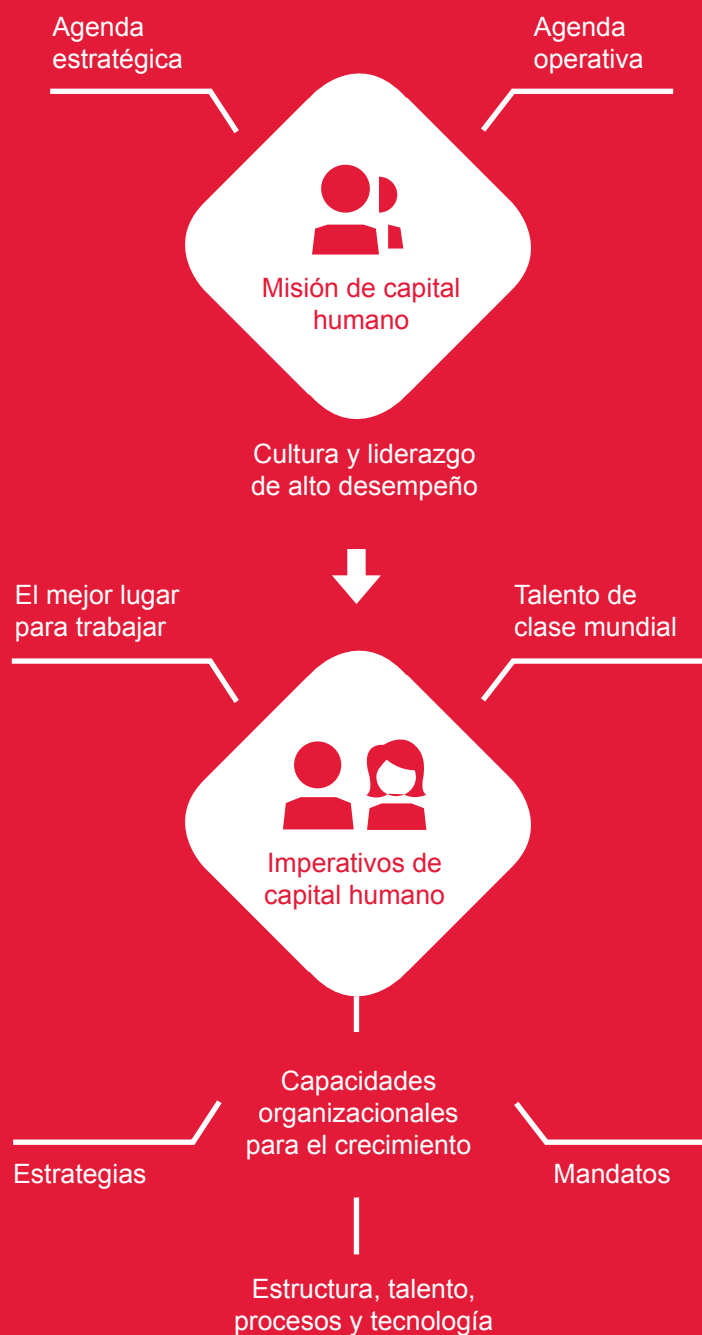 Agenda
estratégica
Agenda
operativa
Misión de capital
humano
Cultura y liderazgo
de alto desempeño
El mejor lugar
para trabajar
Talento de
clase mundial
Imperativos de
capital humano
Capacidades
organizacionales
para el crecimiento
Estrategias
Mandatos
Estructura, talento,
procesos y tecnología